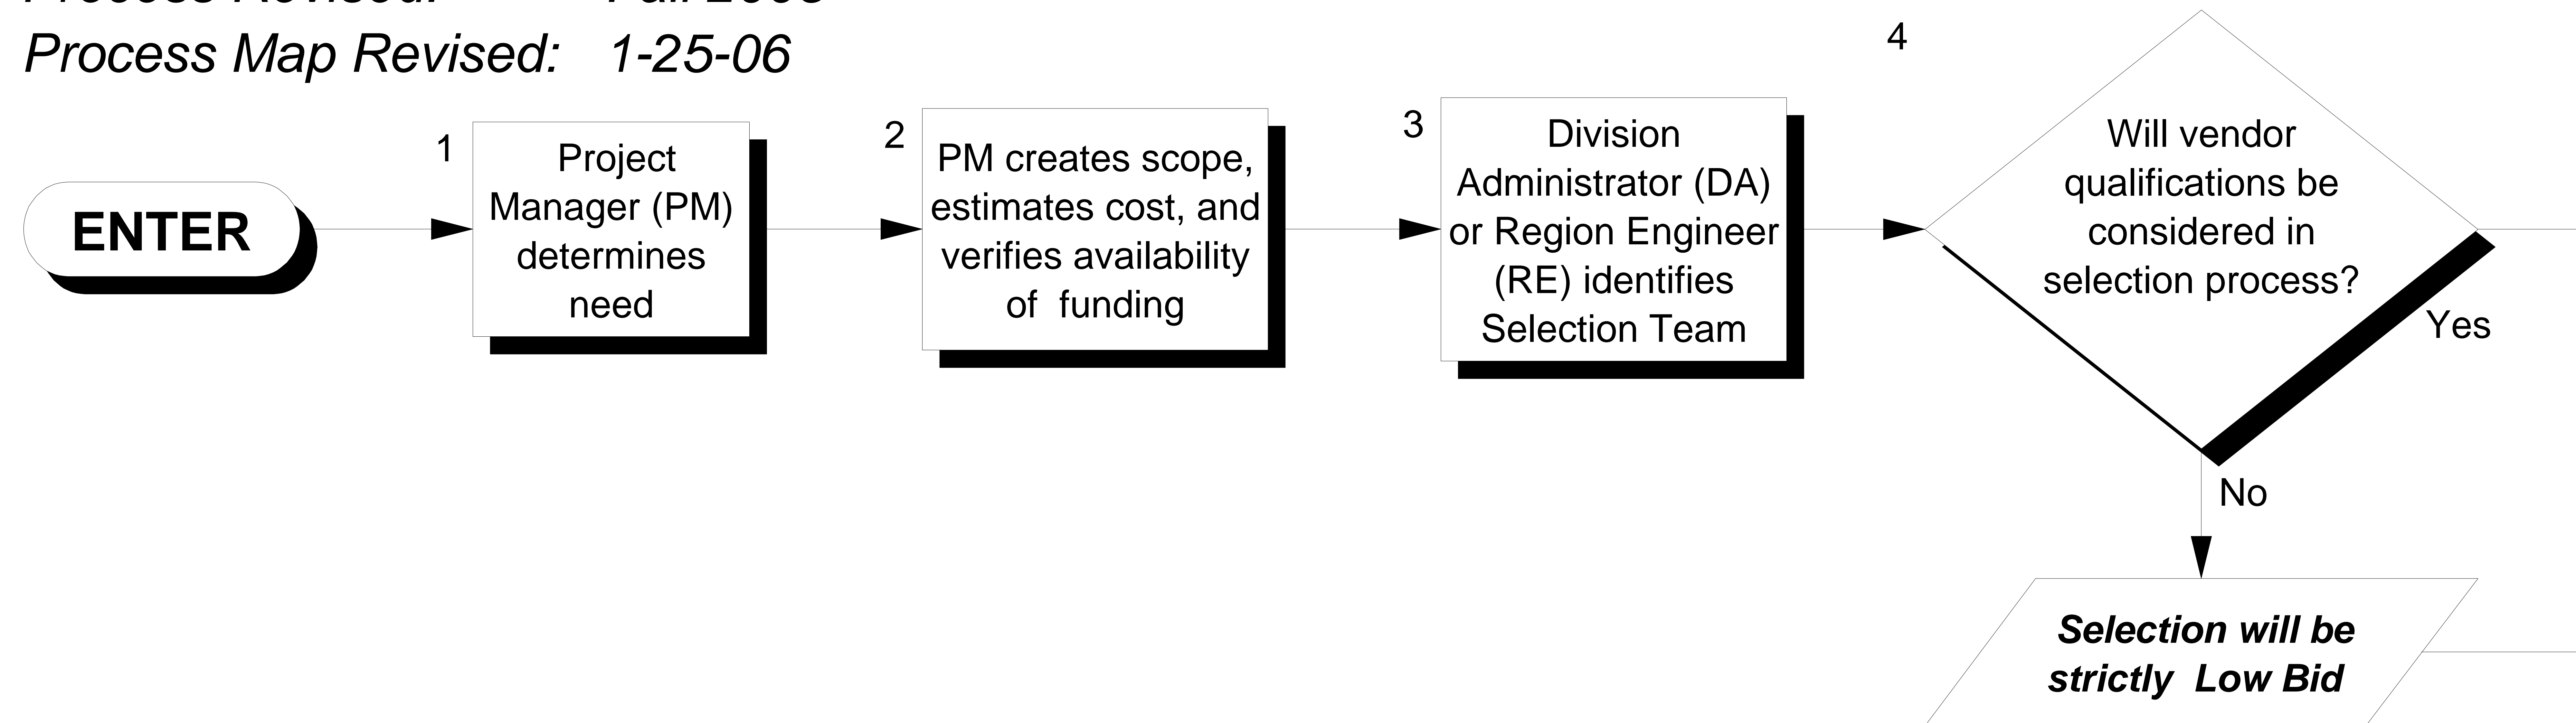 Process Map Revised: 1-25-06
ENTER
1
Project
Manager (PM)
determines
need
2
PM creates scope,
estimates cost, and
verifies availability
of funding
3
Division
Administrator (DA)
or Region Engineer
(RE) identifies
Selection Team
4
Will vendor
qualifications be
considered in
selection process?
Yes
No
Selection will be
strictly Low Bid